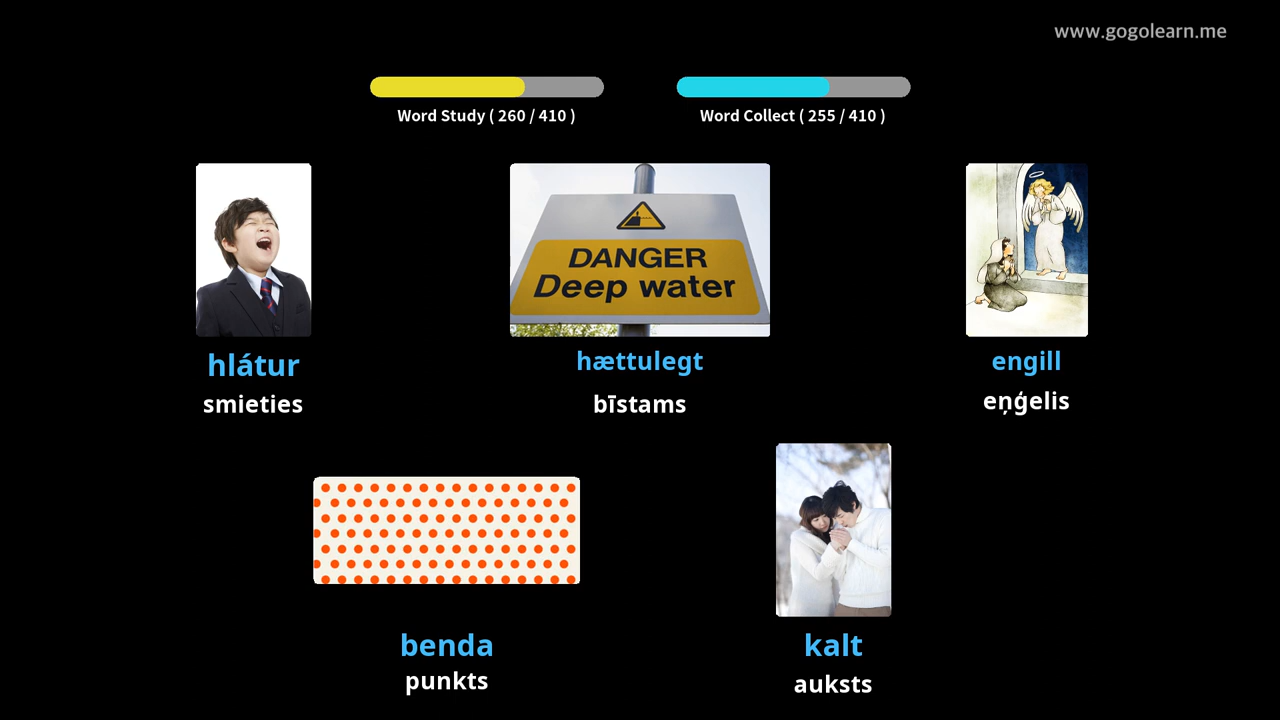 www.gogolearn.me
Word Study ( 260 / 410 )
Word Collect ( 255 / 410 )
DANGER
Deep water
hlátur
smieties
hættulegt
bīstams
engill
eņģelis
benda
punkts
kalt
auksts